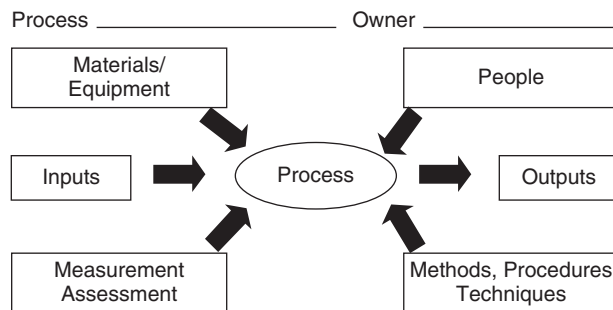 Process Owner
Materials/
Equipment
People
Inputs
Process
Outputs
Measurement
Assessment
Methods, Procedures
Techniques